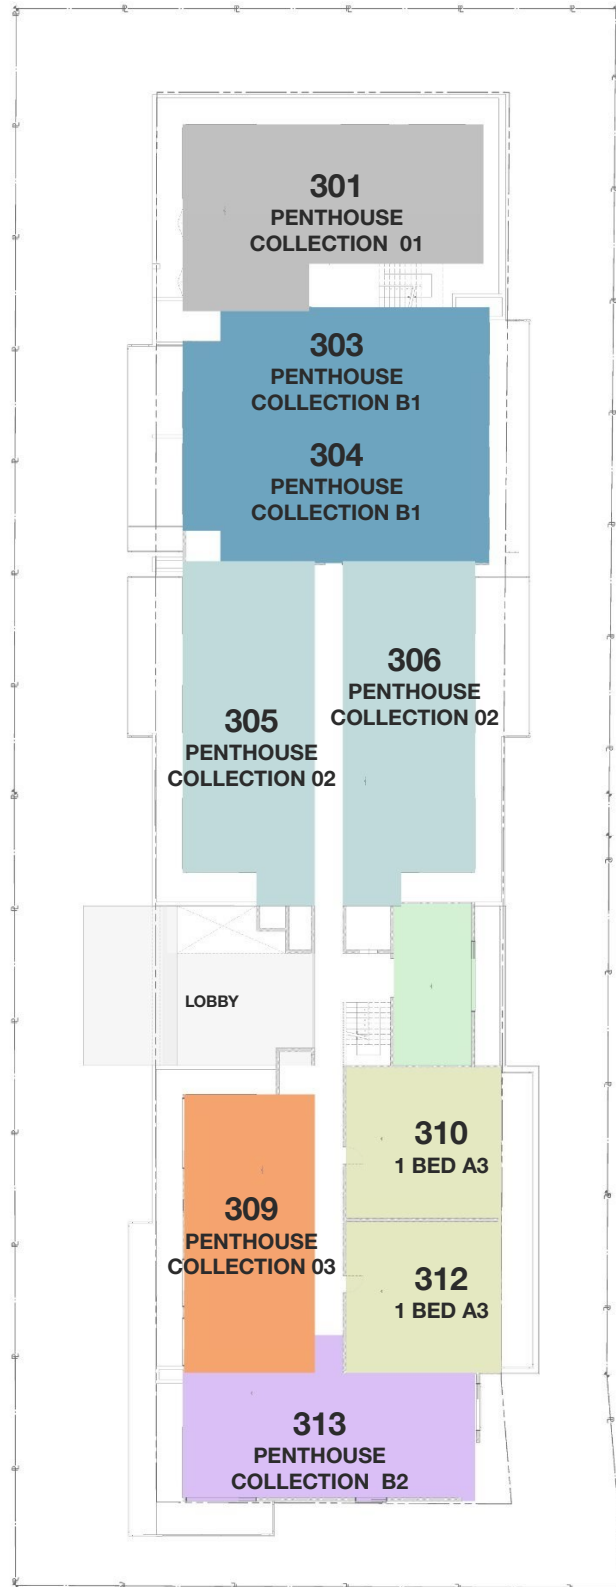 301
PENTHOUSE
COLLECTION 01
303
PENTHOUSE
COLLECTION B1
304
PENTHOUSE
COLLECTION B1
306
PENTHOUSE
COLLECTION 02
305
PENTHOUSE
COLLECTION 02
LOBBY
310
1 BED A3
309
PENTHOUSE
COLLECTION 03
312
1 BED A3
313
PENTHOUSE
COLLECTION B2